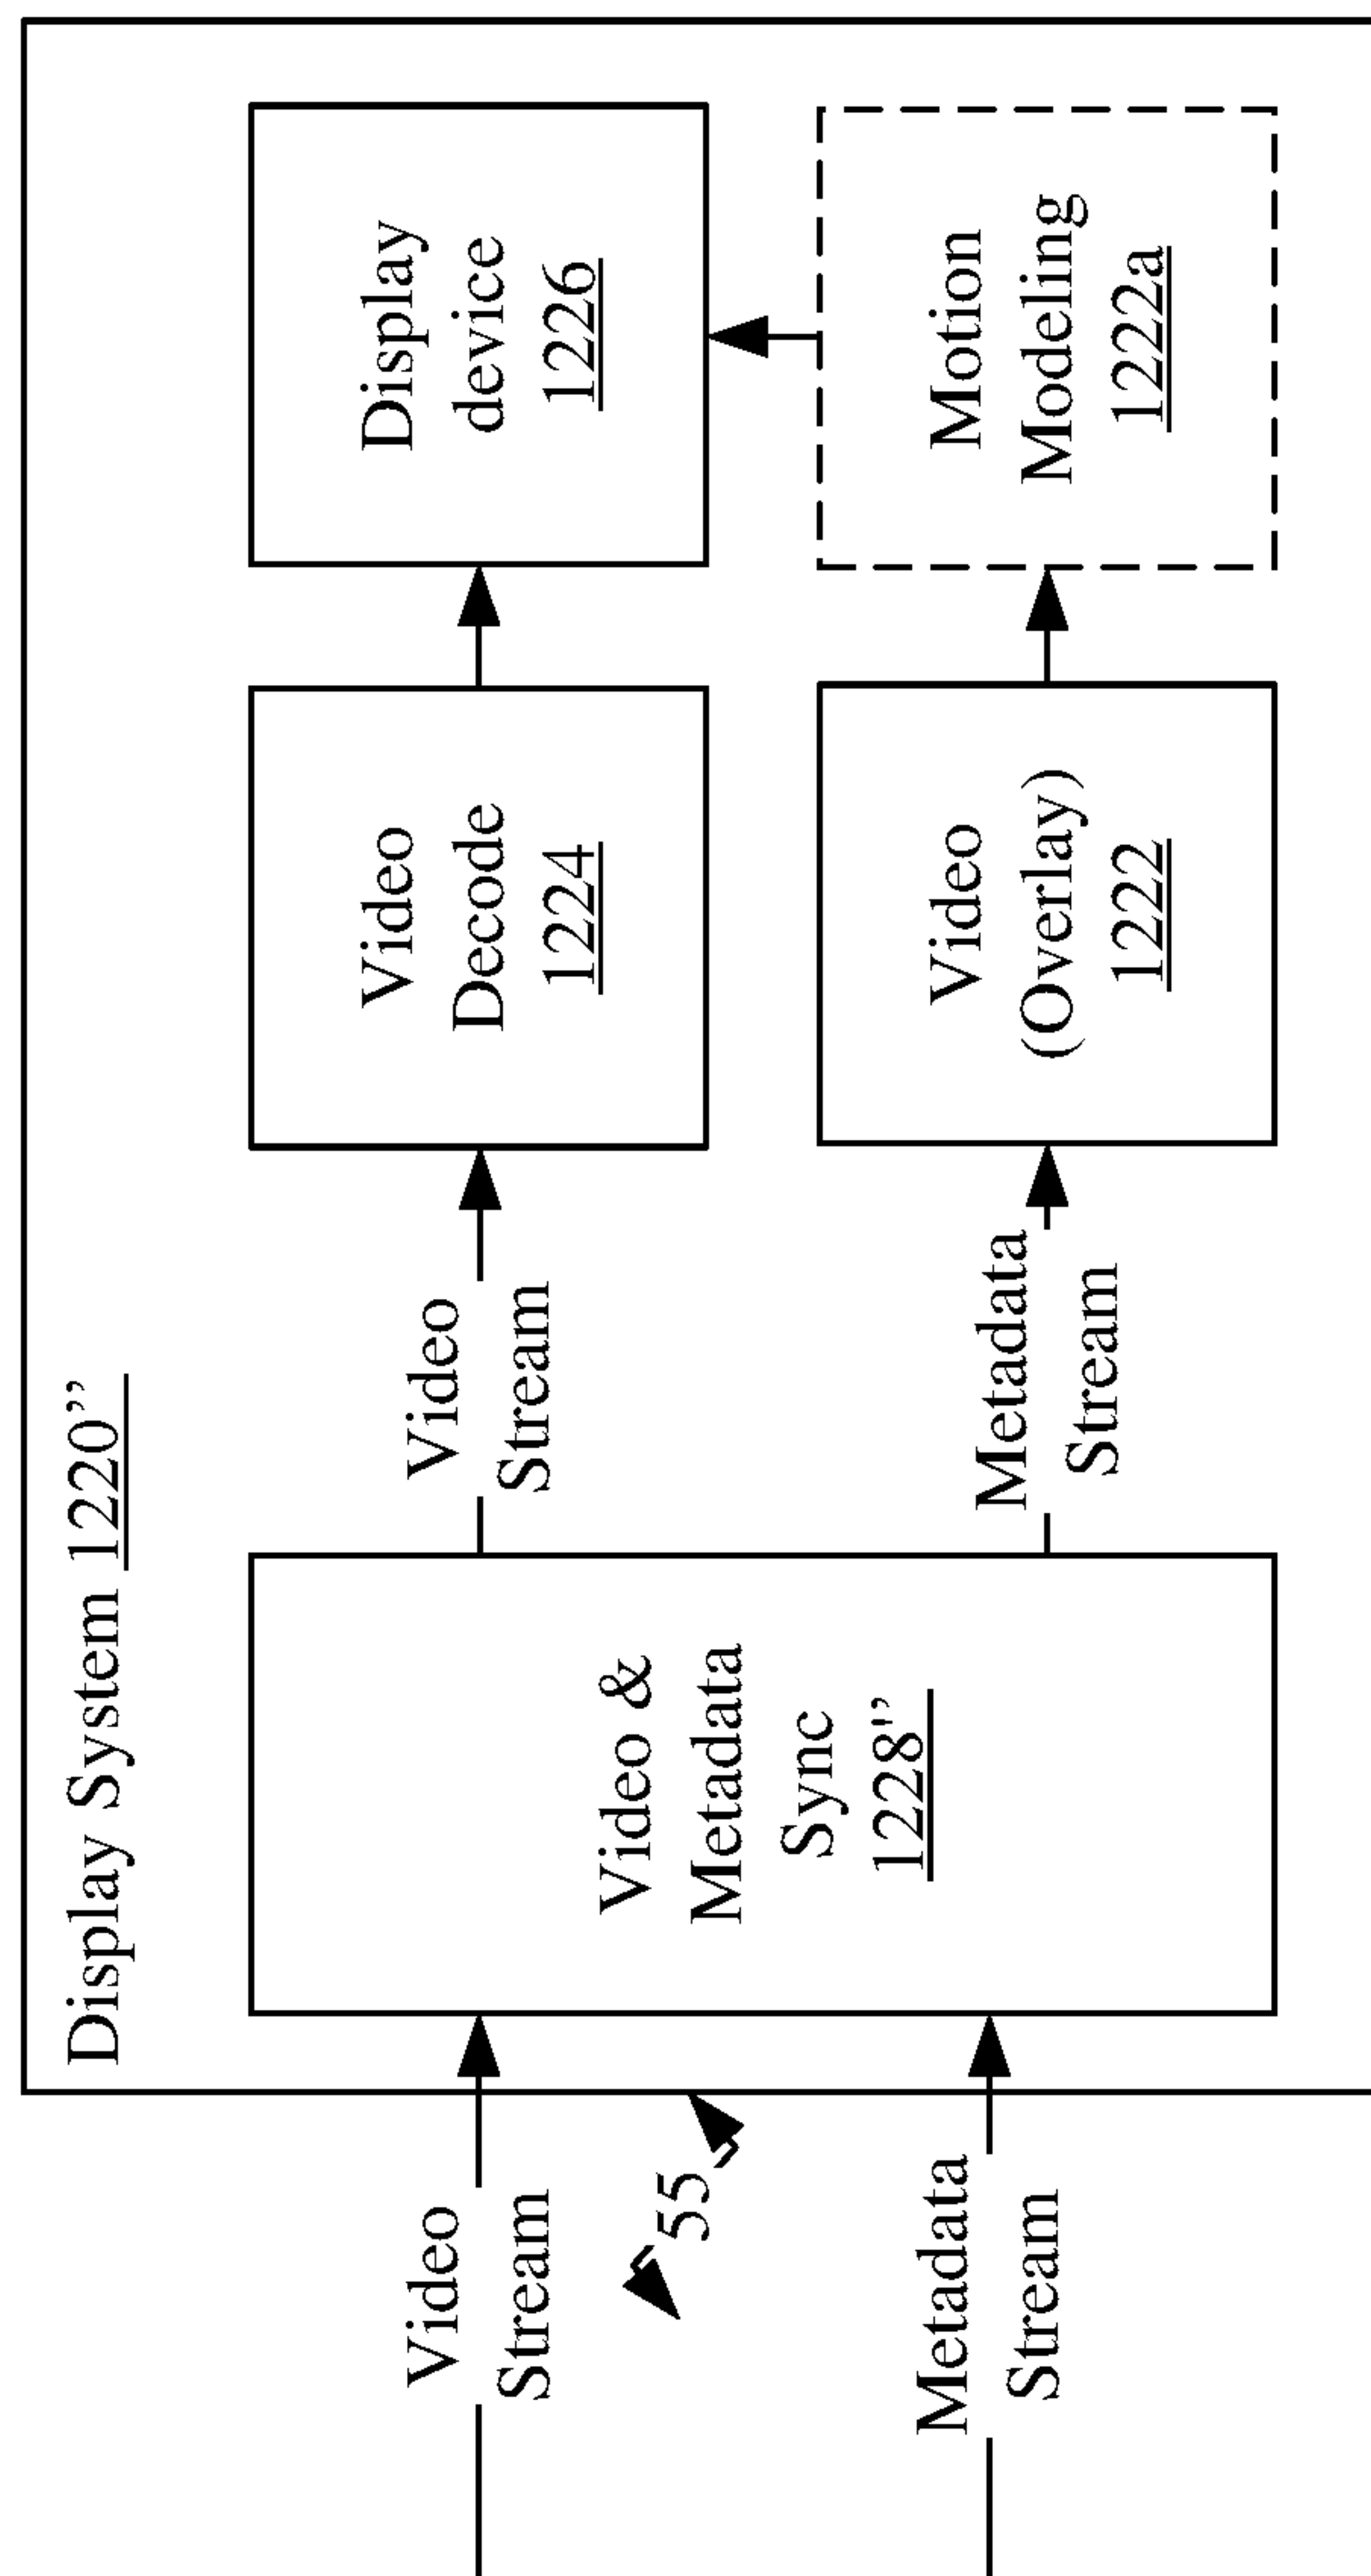 Display System 1220”
Video
Stream
55
Metadata
Stream
Video &
Metadata
Sync
1228"’
Video
Stream
Metadata
Stream
Video
Decode
1224
Video
(Overlay)
1222
Display
device
1226
Motion
Modeling
1222a